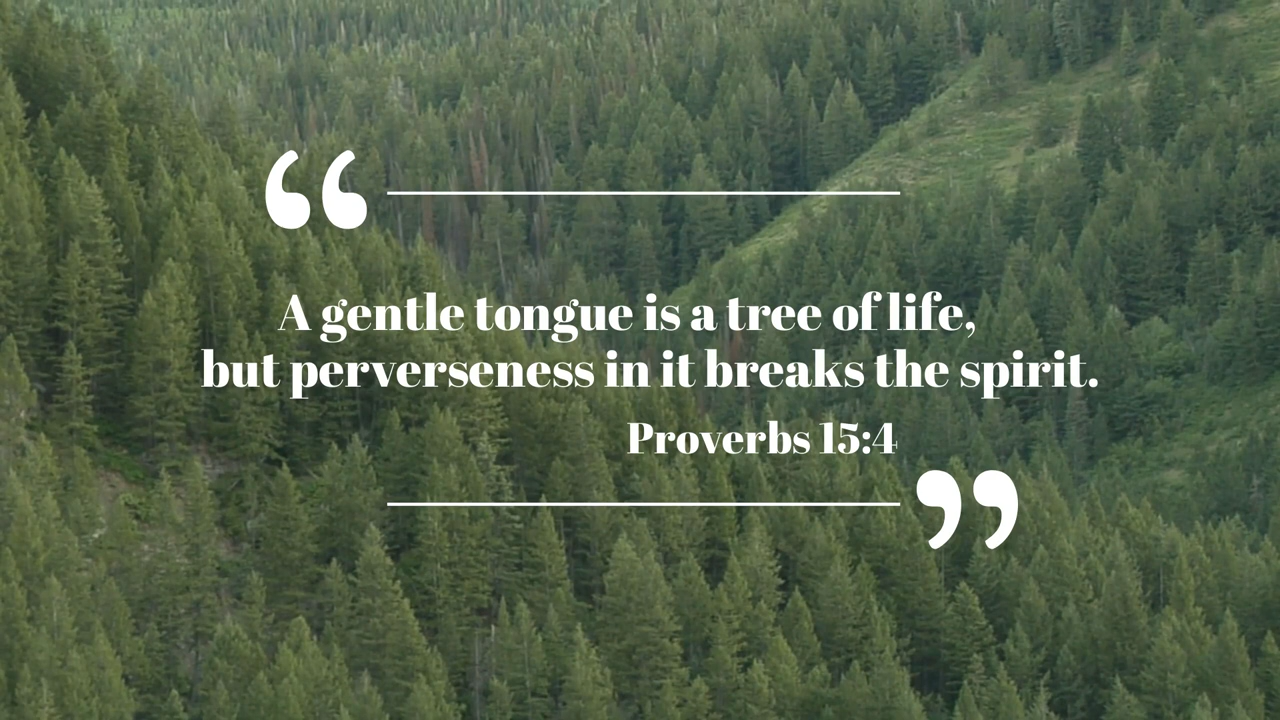 “
A gentle tongue is a tree of life,
but perverseness in it breaks the spirit.
Proverbs 15:4
”